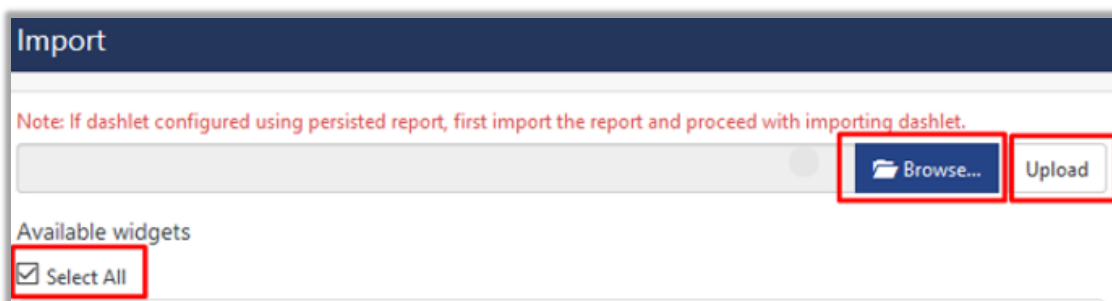 Import
Note: If dashlet configured using persisted report, first import the report and proceed with importing dashlet.
Browse... Upload
Available widgets
Select All